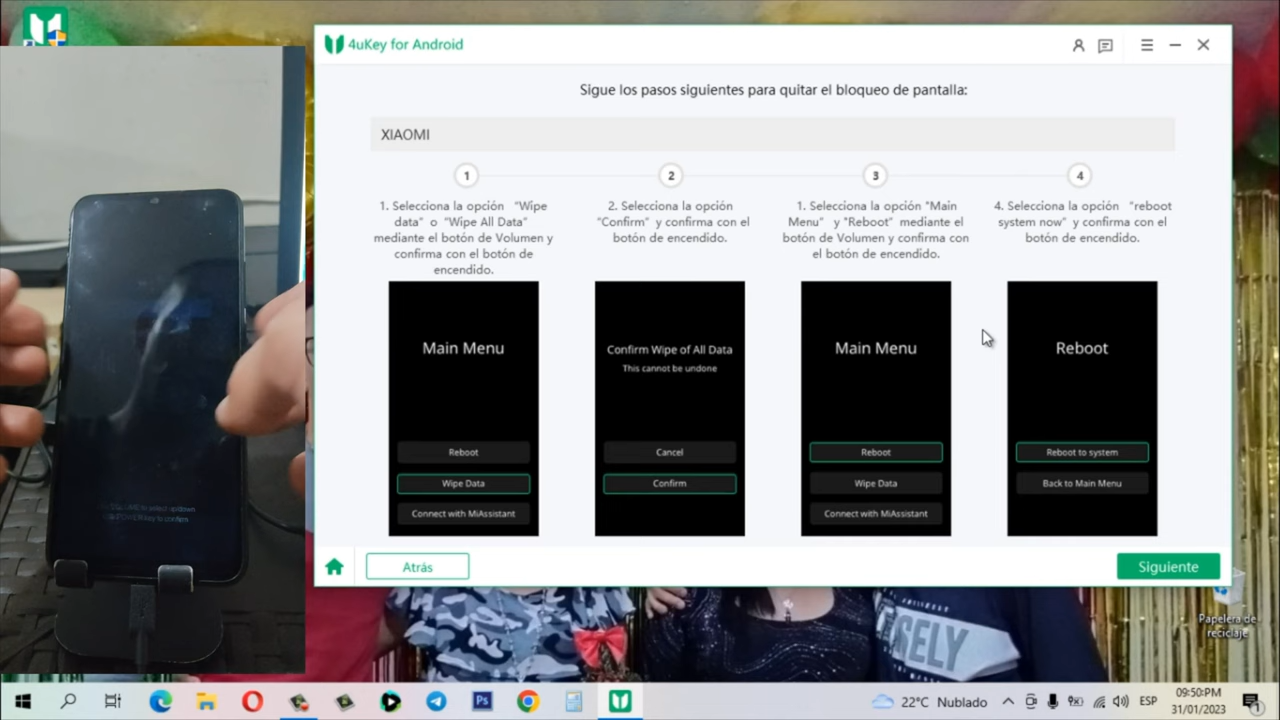 4uKey for Android
Sigue los pasos siguientes para quitar el bloqueo de pantalla:
XIAOMI
1
2
3
4
1. Selecciona la opción "Wipe
data" o "Wipe All Data"
mediante el botón de Volumen y
confirma con el botón de
encendido.
2. Selecciona la opción
"Confirm" y confirma con el
botón de encendido.
1. Selecciona la opción "Main
Menu" y "Reboot" mediante el
botón de Volumen y confirma con
el botón de encendido.
4. Selecciona la opción "reboot
system now" y confirma con el
botón de encendido.
Main Menu
Reboot
Wipe Data
Connect with MiAssistant
Confirm Wipe of All Data
This cannot be undone
Cancel
Confirm
Main Menu
Reboot
Wipe Data
Connect with MiAssistant
Reboot
Reboot to system
Back to Main Menu
Atrás
Siguiente
Papelera de
reciclaje
Ps
22°C Nublado
ESP
09:50:PM
31/01/2023
1